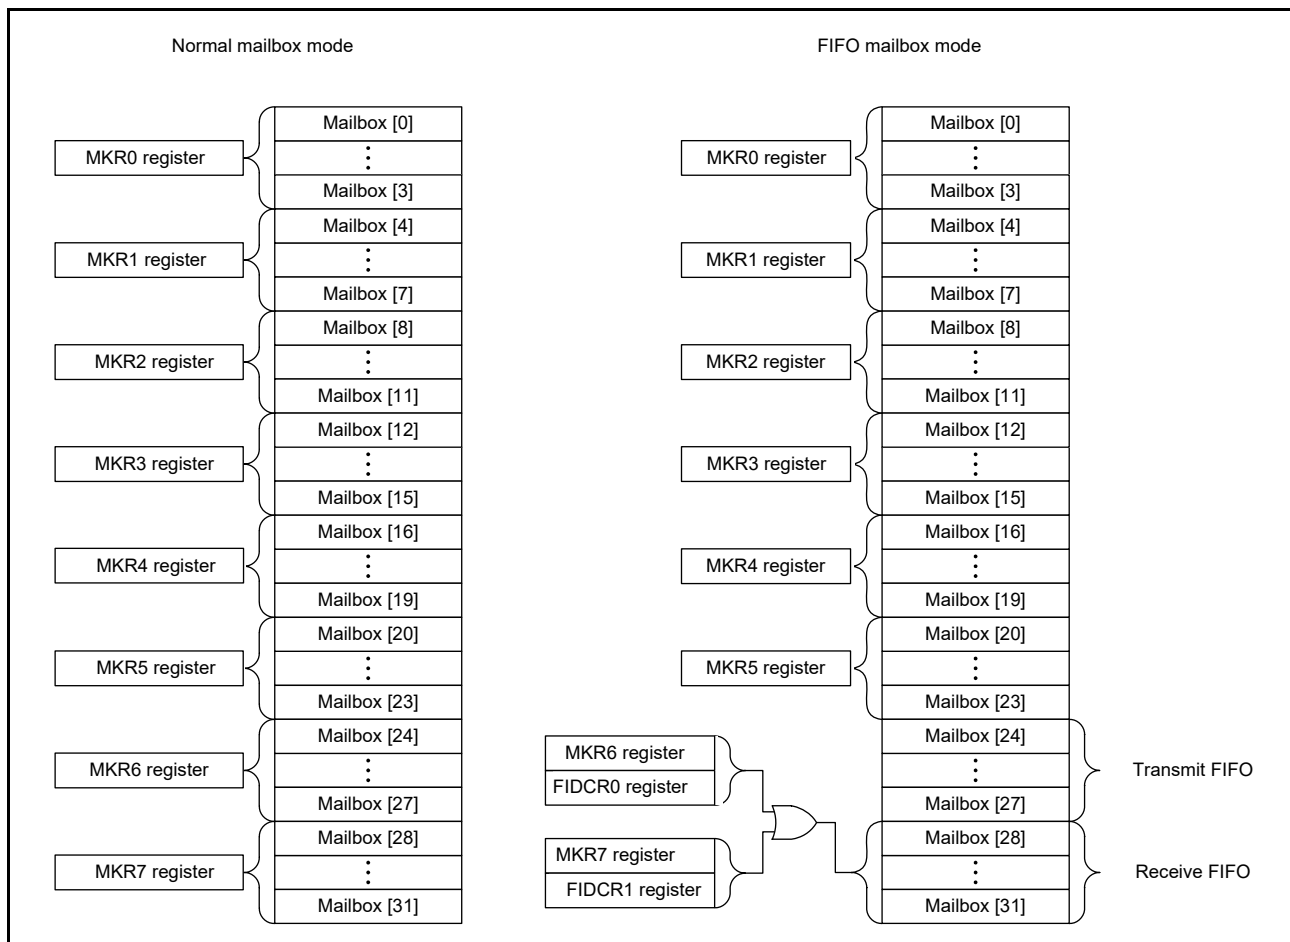 Normal mailbox mode
MKR0 register
Mailbox [0]
Mailbox [3]
MKR1 register
Mailbox [4]
Mailbox [7]
MKR2 register
Mailbox [8]
Mailbox [11]
MKR3 register
Mailbox [12]
Mailbox [15]
MKR4 register
Mailbox [16]
Mailbox [19]
MKR5 register
Mailbox [20]
Mailbox [23]
MKR6 register
Mailbox [24]
Mailbox [27]
MKR7 register
Mailbox [28]
Mailbox [31]
FIFO mailbox mode
MKR0 register
Mailbox [0]
Mailbox [3]
MKR1 register
Mailbox [4]
Mailbox [7]
MKR2 register
Mailbox [8]
Mailbox [11]
MKR3 register
Mailbox [12]
Mailbox [15]
MKR4 register
Mailbox [16]
Mailbox [19]
MKR5 register
Mailbox [20]
Mailbox [23]
MKR6 register
FIDCR0 register
Mailbox [24]
Mailbox [27]
Transmit FIFO
MKR7 register
FIDCR1 register
Mailbox [28]
Mailbox [31]
Receive FIFO